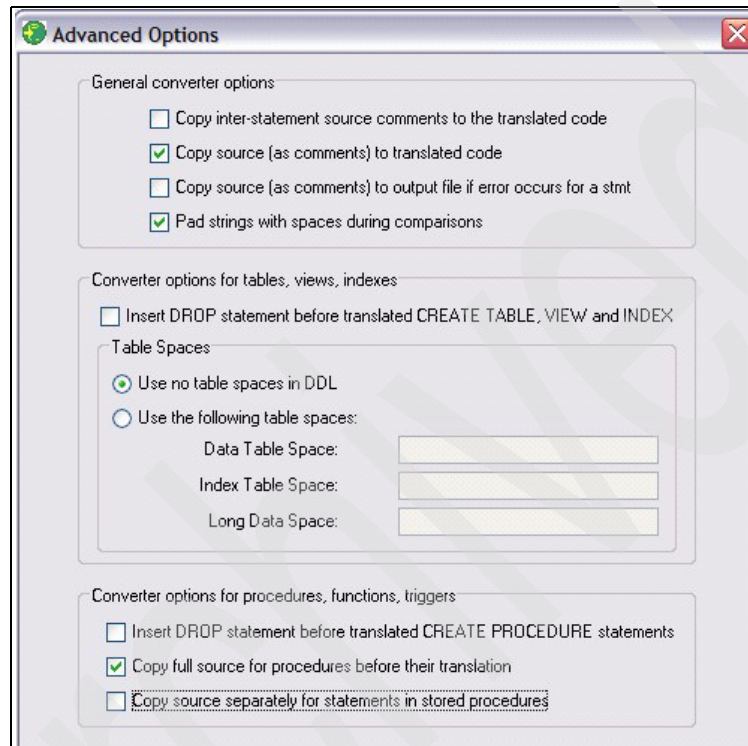 Advanced Options
General converter options
Copy inter-statement source comments to the translated code
Copy source (as comments) to translated code
Copy source (as comments) to output file if error occurs for a stmt
Pad strings with spaces during comparisons
Converter options for tables, views, indexes
Insert DROP statement before translated CREATE TABLE, VIEW and INDEX
Table Spaces
Use no table spaces in DDL
Use the following table spaces:
Data Table Space:
Index Table Space:
Long Data Space:
Converter options for procedures, functions, triggers
Insert DROP statement before translated CREATE PROCEDURE statements
Copy full source for procedures before their translation
Copy source separately for statements in stored procedures